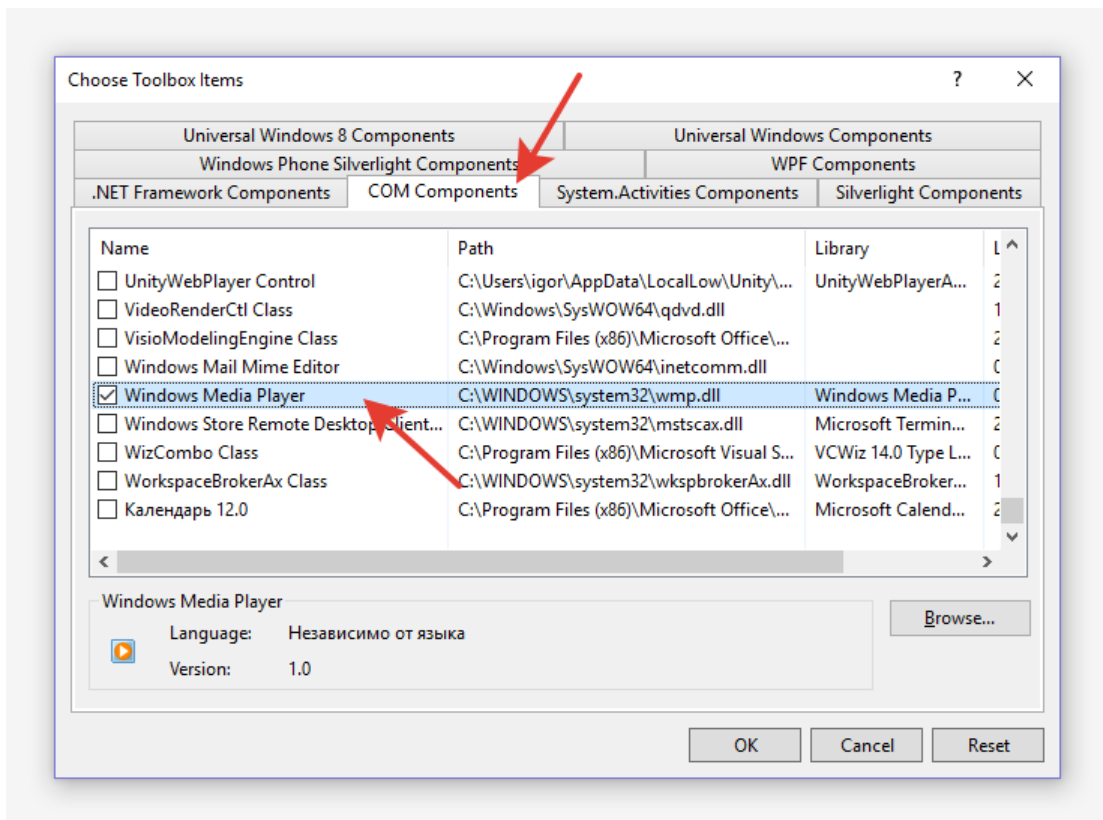 Choose Toolbox Items ?
Universal Windows 8 Components Universal Windows Components
Windows Phone Silverlight Components WPF Components
.NET Framework Components COM Components System.Activities Components Silverlight Components
Name Path Library L
UnityWebPlayer Control C:\Users\igor\AppData\LocalLow\Unity\... UnityWebPlayerA... 2
VideoRenderCtl Class C:\Windows\SysWOW64\qdvd.dll 1
VisioModelingEngine Class C:\Program Files (x86)\Microsoft Office\... 2
Windows Mail Mime Editor C:\Windows\SysWOW64\inetcomm.dll
Windows Media Player C:\WINDOWS\system32\wmp.dll Windows Media P...
Windows Store Remote Desktop Client... C:\WINDOWS\system32\mstscax.dll Microsoft Termin... 2
WizCombo Class C:\Program Files (x86)\Microsoft Visual S... VCWiz 14.0 Type L...
WorkspaceBrokerAx Class C:\WINDOWS\system32\wkspbrokerAx.dll WorkspaceBroker... 1
Календарь 12.0 C:\Program Files (x86)\Microsoft Office\... Microsoft Calend... 2
Windows Media Player
Browse...
Language: Независимо от языка
Version: 1.0
OK Cancel Reset